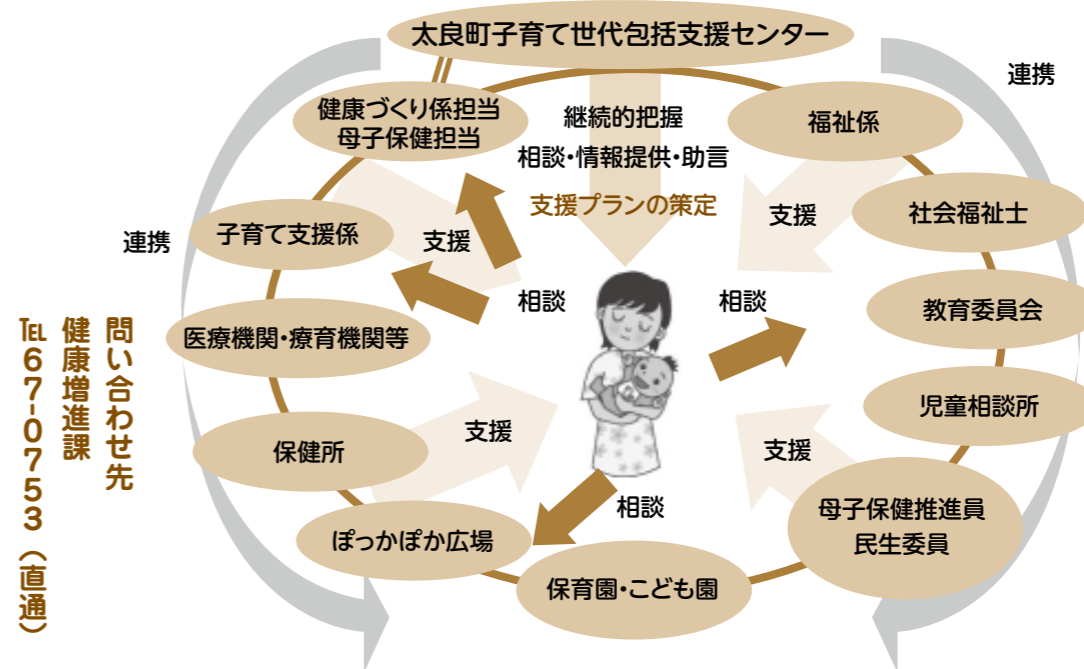 太良町子育て世代包括支援センター
連携
健康づくり係担当
母子保健担当
継続的把握
相談・情報提供・助言
支援プランの策定
福祉係
支援
社会福祉士
子育て支援係
支援
連携
相談
相談
教育委員会
医療機関・療育機関等
児童相談所
保健所
支援
支援
母子保健推進員
民生委員
ぽっかぽか広場
相談
保育園・こども園
問い合わせ先
健康増進課
℡67-0753（直通）